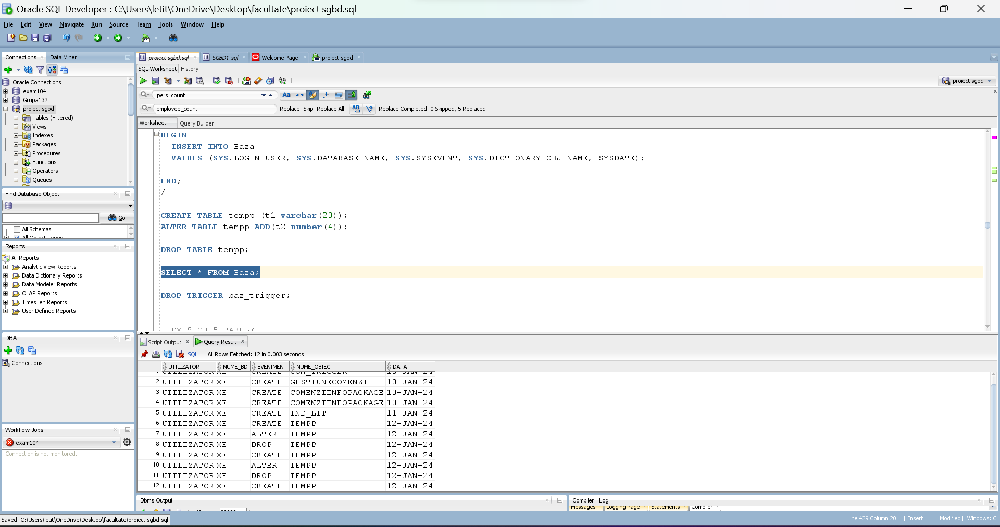 Oracle SQL Developer : C:\Users\letit\OneDrive\Desktop\facultate\proiect sgbd.sql
File Edit View Navigate Run Source Team Tools Window Help
Connections Data Miner
proiect sgbd.sql SGBD1.sql Welcome Page proiect sgbd
SQL Worksheet History
proiect sgbd
pers_count
employee_count Replace Skip Replace All Replace Completed: 0 Skipped, 5 Replaced
Worksheet Query Builder
Oracle Connections
exam104
Grupa132
proiect sgbd
Tables (Filtered)
Views
Indexes
Packages
Procedures
Functions
Operators
Queues
Find Database Object
Go
All Schemas
All Object Types
Reports
All Reports
Analytic View Reports
Data Dictionary Reports
Data Modeler Reports
OLAP Reports
TimesTen Reports
User Defined Reports
DBA
Connections
Workflow Jobs
exam104
Connection is not monitored.
BEGIN
INSERT INTO Baza
VALUES (SYS.LOGIN_USER, SYS.DATABASE_NAME, SYS.SYSEVENT, SYS.DICTIONARY_OBJ_NAME, SYSDATE);
END;
/
CREATE TABLE tempp (t1 varchar(20));
ALTER TABLE tempp ADD(t2 number(4));
DROP TABLE tempp;
SELECT * FROM Baza;
DROP TRIGGER baz_trigger;
--EX 9 CU 5 TABELE
Script Output Query Result
SQL All Rows Fetched: 12 in 0.003 seconds
UTILIZATOR NUME_BD EVENIMENT NUME_OBIECT DATA
1 UTILIZATOR XE CREATE COM_TRIGGER 10-JAN-24
2 UTILIZATOR XE CREATE GESTIUNECOMENZI 10-JAN-24
3 UTILIZATOR XE CREATE COMENZIINFOPACKAGE 10-JAN-24
4 UTILIZATOR XE CREATE COMENZIINFOPACKAGE 10-JAN-24
5 UTILIZATOR XE CREATE IND_LIT 11-JAN-24
6 UTILIZATOR XE CREATE TEMPP 12-JAN-24
7 UTILIZATOR XE ALTER TEMPP 12-JAN-24
8 UTILIZATOR XE DROP TEMPP 12-JAN-24
9 UTILIZATOR XE CREATE TEMPP 12-JAN-24
10 UTILIZATOR XE ALTER TEMPP 12-JAN-24
11 UTILIZATOR XE DROP TEMPP 12-JAN-24
12 UTILIZATOR XE CREATE TEMPP 12-JAN-24
Dbms Output
Compiler - Log
Messages Logging Page Statements Compiler
Saved: C:\Users\letit\OneDrive\Desktop\facultate\proiect sgbd.sql
Line 429 Column 20 Insert Modified Windows: Cl